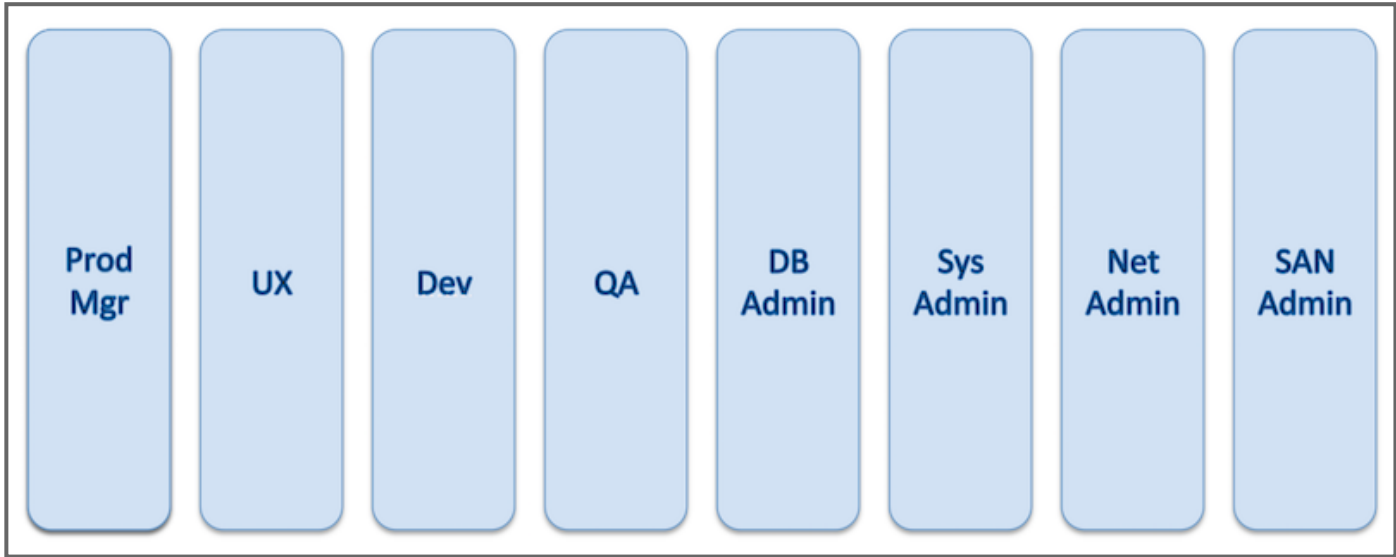 Prod
Mgr
UX
Dev
QA
DB
Admin
Sys
Admin
Net
Admin
SAN
Admin